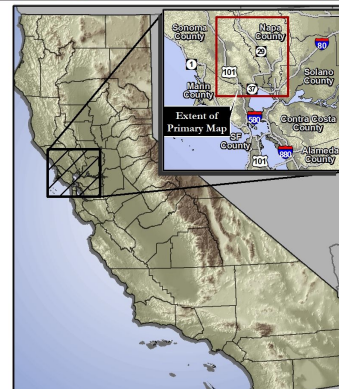 Sonoma
County
Napa
County
29
80
1
101
Solano
County
Marin
County
37
Extent of
Primary Map
580
Contra Costa
County
SF
County
101
880
Alameda
County